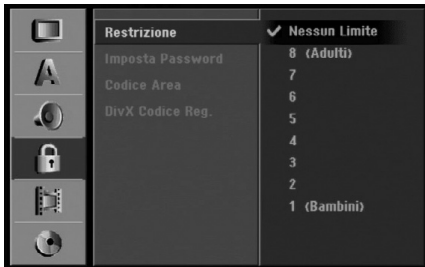 Restrizione
Imposta Password
Codice Area
DivX Codice Reg.
Nessun Limite
8 (Adulti)
7
6
5
4
3
2
1 (Bambini)
A